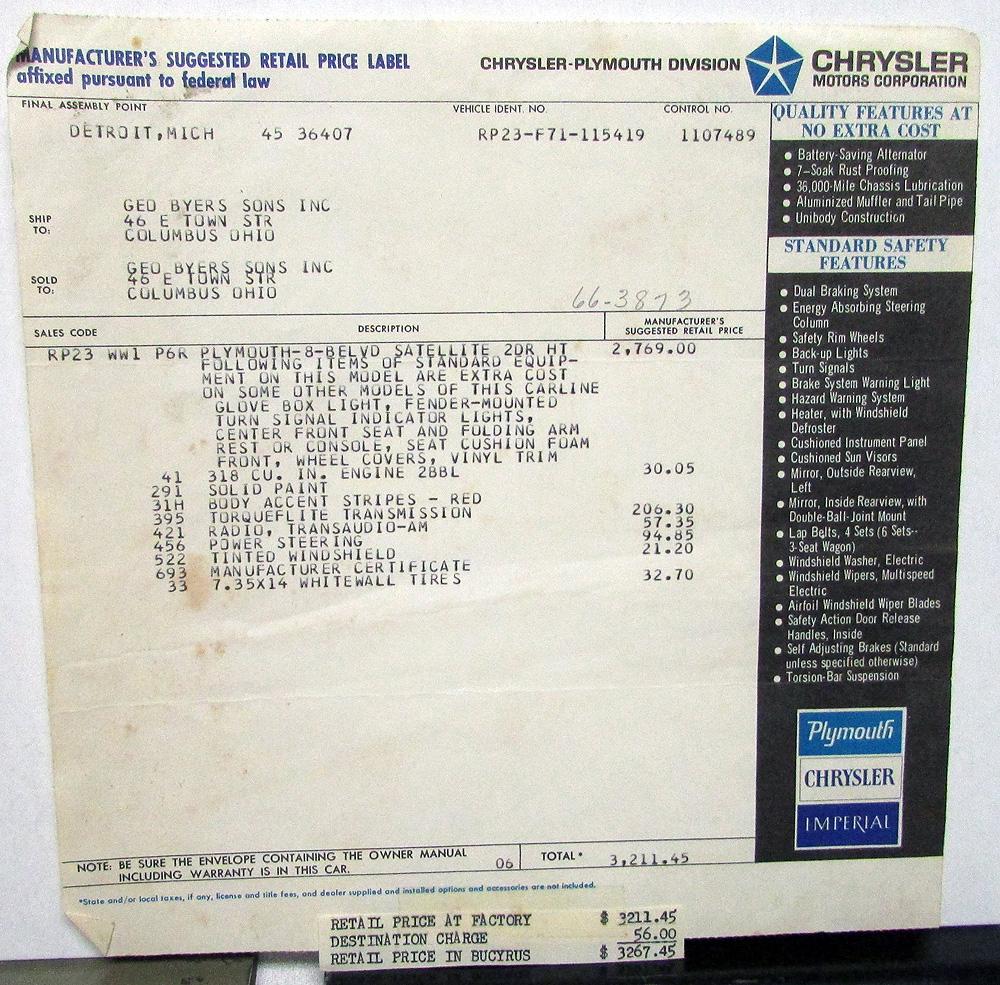 MANUFACTURER'S SUGGESTED RETAIL PRICE LABEL
affixed pursuant to federal law
CHRYSLER-PLYMOUTH DIVISION
CHRYSLER
MOTORS CORPORATION
FINAL ASSEMBLY POINT
VEHICLE IDENT. NO.
CONTROL NO.
DETROIT,MICH 45 36407
RP23-F71-115419 1107489
SHIP TO:
GEO BYERS SONS INC
46 E TOWN STR
COLUMBUS OHIO
SOLD TO:
GEO BYERS SONS INC
46 E TOWN STR
COLUMBUS OHIO
66-3873
SALES CODE
DESCRIPTION
MANUFACTURER'S
SUGGESTED RETAIL PRICE
RP23 WW1 P6R PLYMOUTH-8-BELVD SATELLITE 2DR HT 2,769.00
FOLLOWING ITEMS OF STANDARD EQUIP-
MENT ON THIS MODEL ARE EXTRA COST
ON SOME OTHER MODELS OF THIS CARLINE
GLOVE BOX LIGHT, FENDER-MOUNTED
TURN SIGNAL INDICATOR LIGHTS,
CENTER FRONT SEAT AND FOLDING ARM
REST OR CONSOLE, SEAT CUSHION FOAM
FRONT, WHEEL COVERS, VINYL TRIM
41 318 CU. IN. ENGINE 2BBL 30.05
291 SOLID PAINT
31H BODY ACCENT STRIPES - RED
395 TORQUEFLITE TRANSMISSION 206.30
421 RADIO, TRANSAUDIO-AM 57.35
456 POWER STEERING 94.85
522 TINTED WINDSHIELD 21.20
693 MANUFACTURER CERTIFICATE
33 7.35X14 WHITEWALL TIRES 32.70
NOTE: BE SURE THE ENVELOPE CONTAINING THE OWNER MANUAL
INCLUDING WARRANTY IS IN THIS CAR.
06
TOTAL* 3,211.45
*State and/or local taxes, if any, license and title fees, and dealer supplied and installed options and accessories are not included.
RETAIL PRICE AT FACTORY $ 3211.45
DESTINATION CHARGE 56.00
RETAIL PRICE IN BUCYRUS $ 3267.45
QUALITY FEATURES AT
NO EXTRA COST
● Battery-Saving Alternator
● 7-Soak Rust Proofing
● 36,000-Mile Chassis Lubrication
● Aluminized Muffler and Tail Pipe
● Unibody Construction
STANDARD SAFETY
FEATURES
● Dual Braking System
● Energy Absorbing Steering
Column
● Safety Rim Wheels
● Back-up Lights
● Turn Signals
● Brake System Warning Light
● Hazard Warning System
● Heater, with Windshield
Defroster
● Cushioned Instrument Panel
● Cushioned Sun Visors
● Mirror, Outside Rearview,
Left
● Mirror, Inside Rearview, with
Double-Ball-Joint Mount
● Lap Belts, 4 Sets (6 Sets--
3-Seat Wagon)
● Windshield Washer, Electric
● Windshield Wipers, Multispeed
Electric
● Airfoil Windshield Wiper Blades
● Safety Action Door Release
Handles, Inside
● Self Adjusting Brakes (Standard
unless specified otherwise)
● Torsion-Bar Suspension
Plymouth
CHRYSLER
IMPERIAL